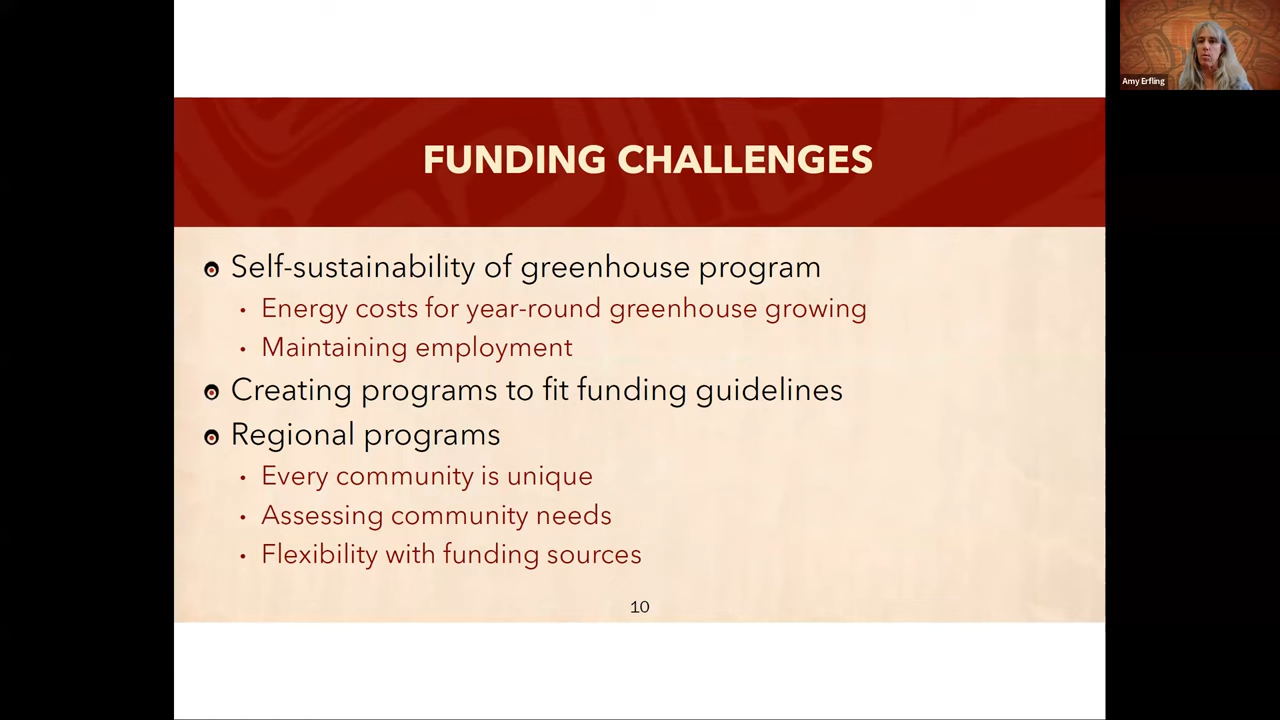 FUNDING CHALLENGES
Self-sustainability of greenhouse program
Energy costs for year-round greenhouse growing
Maintaining employment
Creating programs to fit funding guidelines
Regional programs
Every community is unique
Assessing community needs
Flexibility with funding sources
10
Amy Erfling